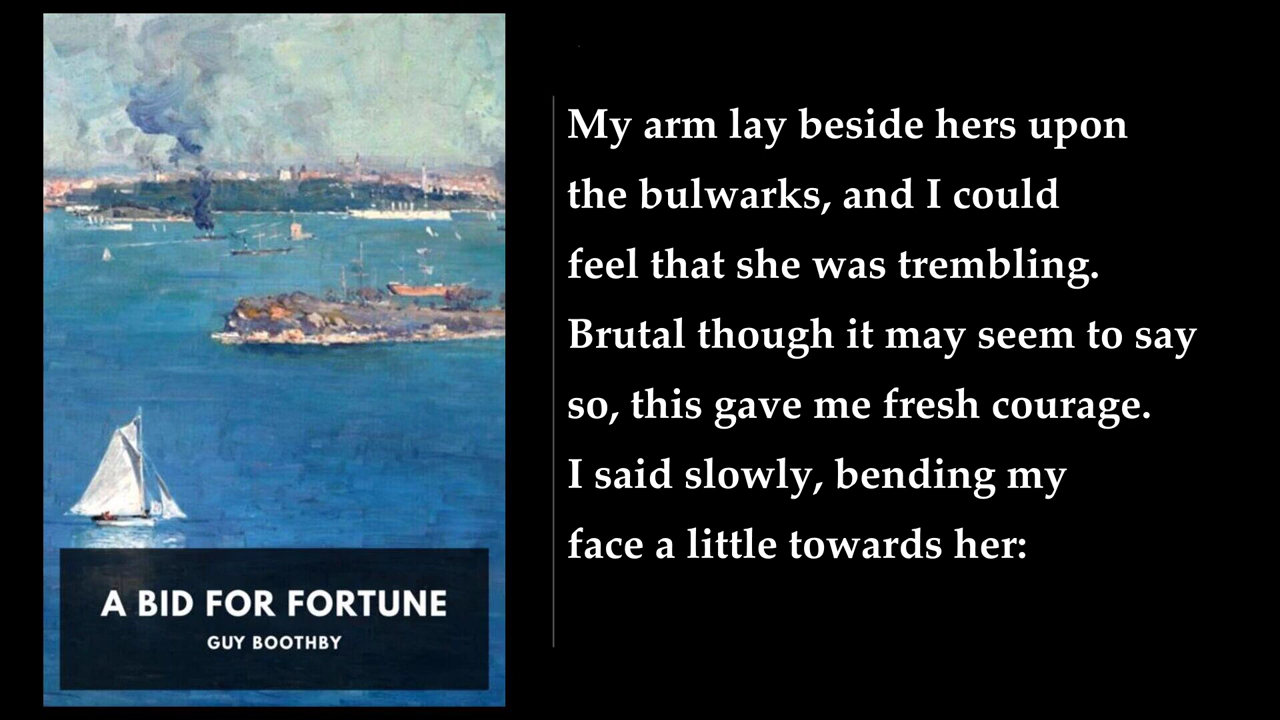 A BID FOR FORTUNE
GUY BOOTHBY
My arm lay beside hers upon
the bulwarks, and I could
feel that she was trembling.
Brutal though it may seem to say
so, this gave me fresh courage.
I said slowly, bending my
face a little towards her: